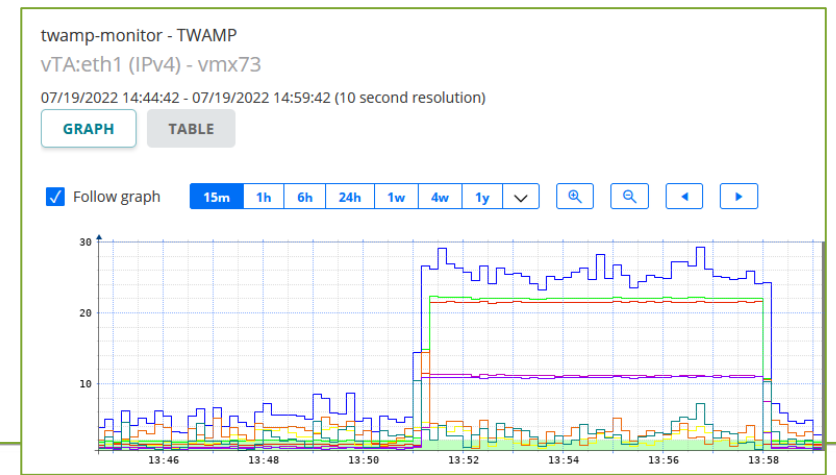 twamp-monitor - TWAMP
vTA:eth1 (IPv4) - vmx73
07/19/2022 14:44:42 - 07/19/2022 14:59:42 (10 second resolution)
GRAPH TABLE
Follow graph 15m 1h 6h 24h 1w 4w 1y
30
20
10
13:46 13:48 13:50 13:52 13:54 13:56 13:58